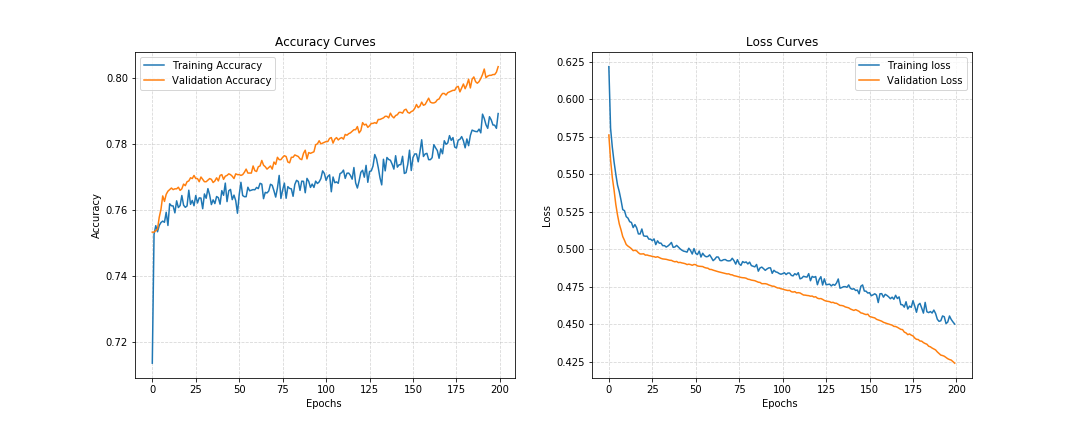 Accuracy Curves
Training Accuracy
Validation Accuracy
0.80
0.78
0.76
0.74
0.72
Accuracy
0 25 50 75 100 125 150 175 200
Epochs
Loss Curves
Training loss
Validation Loss
0.625
0.600
0.575
0.550
0.525
0.500
0.475
0.450
0.425
Loss
0 25 50 75 100 125 150 175 200
Epochs